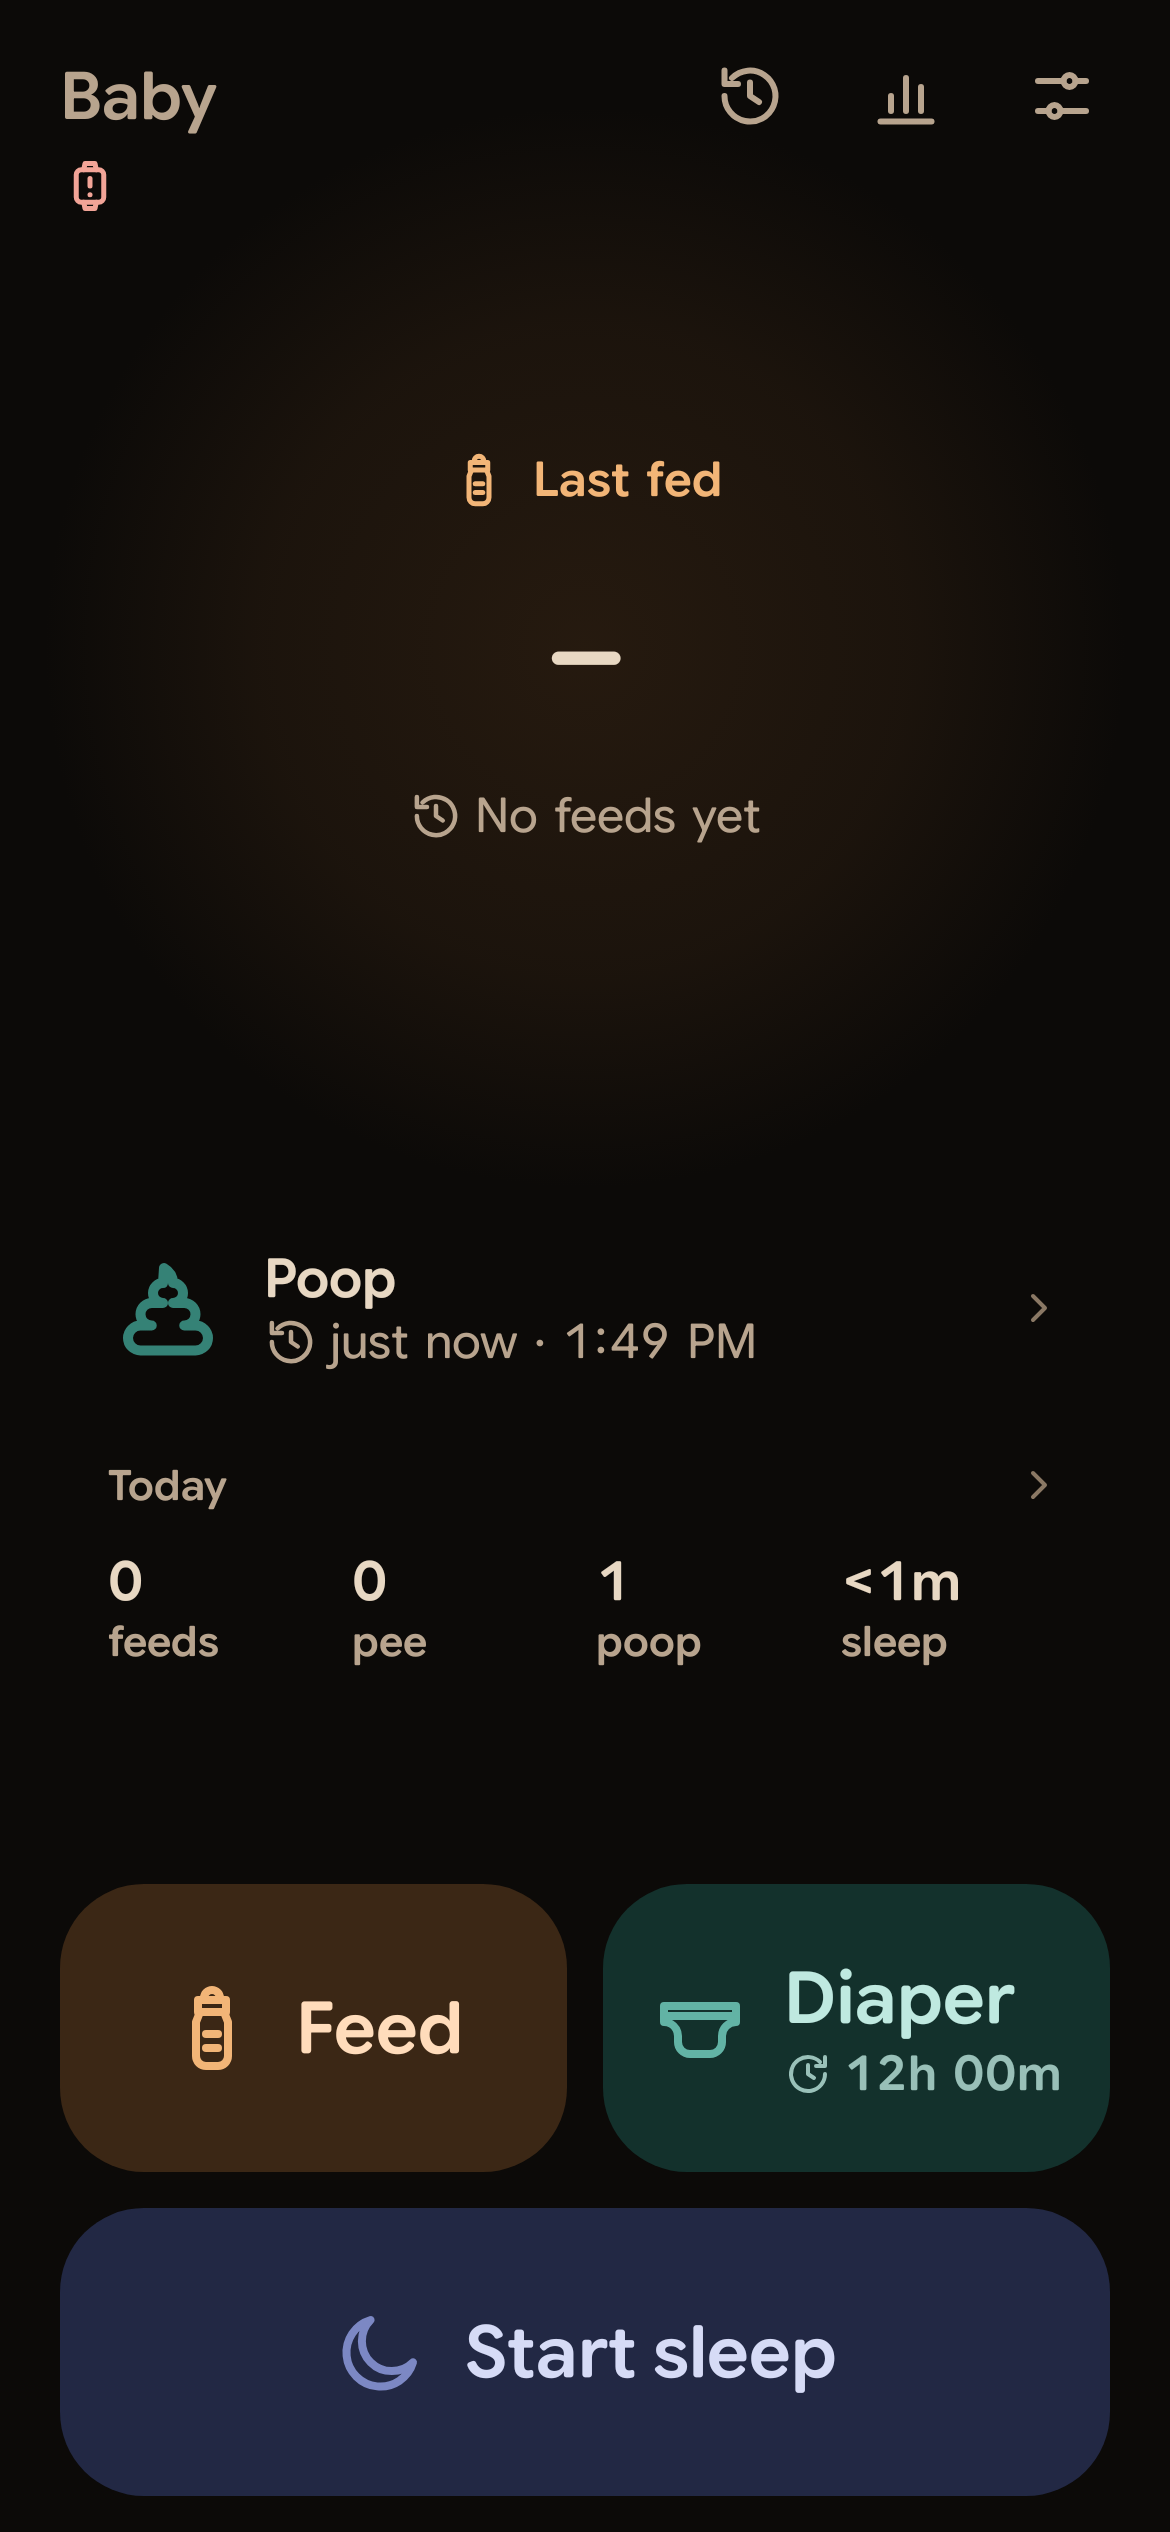 Baby
Last fed
–
No feeds yet
Poop
just now · 1:49 PM
Today
0 0 1 <1m
feeds pee poop sleep
Feed
Diaper
12h 00m
Start sleep